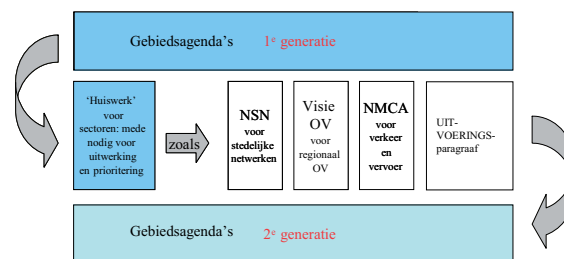 Gebiedsagenda's 1e generatie
'Huiswerk'
voor
sectoren: mede
nodig voor
uitwerking
en prioritering
zoals
NSN
voor
stedelijke
netwerken
Visie
OV
voor
regionaal
OV
NMCA
voor
verkeer
en
vervoer
UIT-
VOERINGS-
paragraaf
Gebiedsagenda's 2e generatie